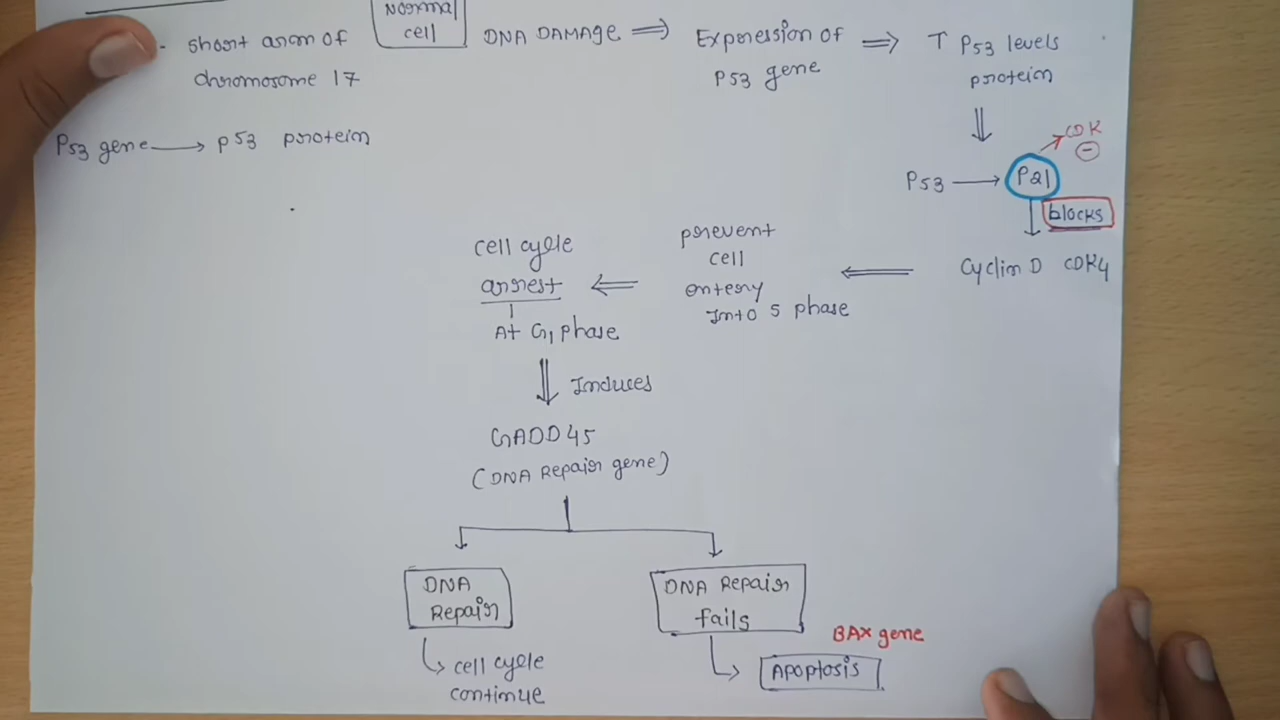 Normal
cell
- short arm of
chromosome 17
DNA DAMAGE ⇒
Expression of
P53 gene
⇒ ↑ P53 levels
protein
P53 gene → p53 protein
CDK
⊖
P53 → P21
blocks
Cyclin D CDK4
prevent
cell
entery
Into S phase
cell cycle
arrest
At G1 phase
Induces
GADD45
(DNA Repair gene)
DNA
Repair
cell cycle
continue
DNA Repair
fails
BAX gene
Apoptosis